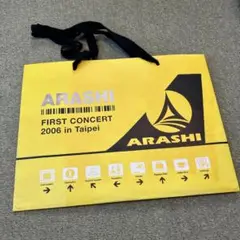 ARASHI
FIRST CONCERT
2006 in Taipei
ARASHI